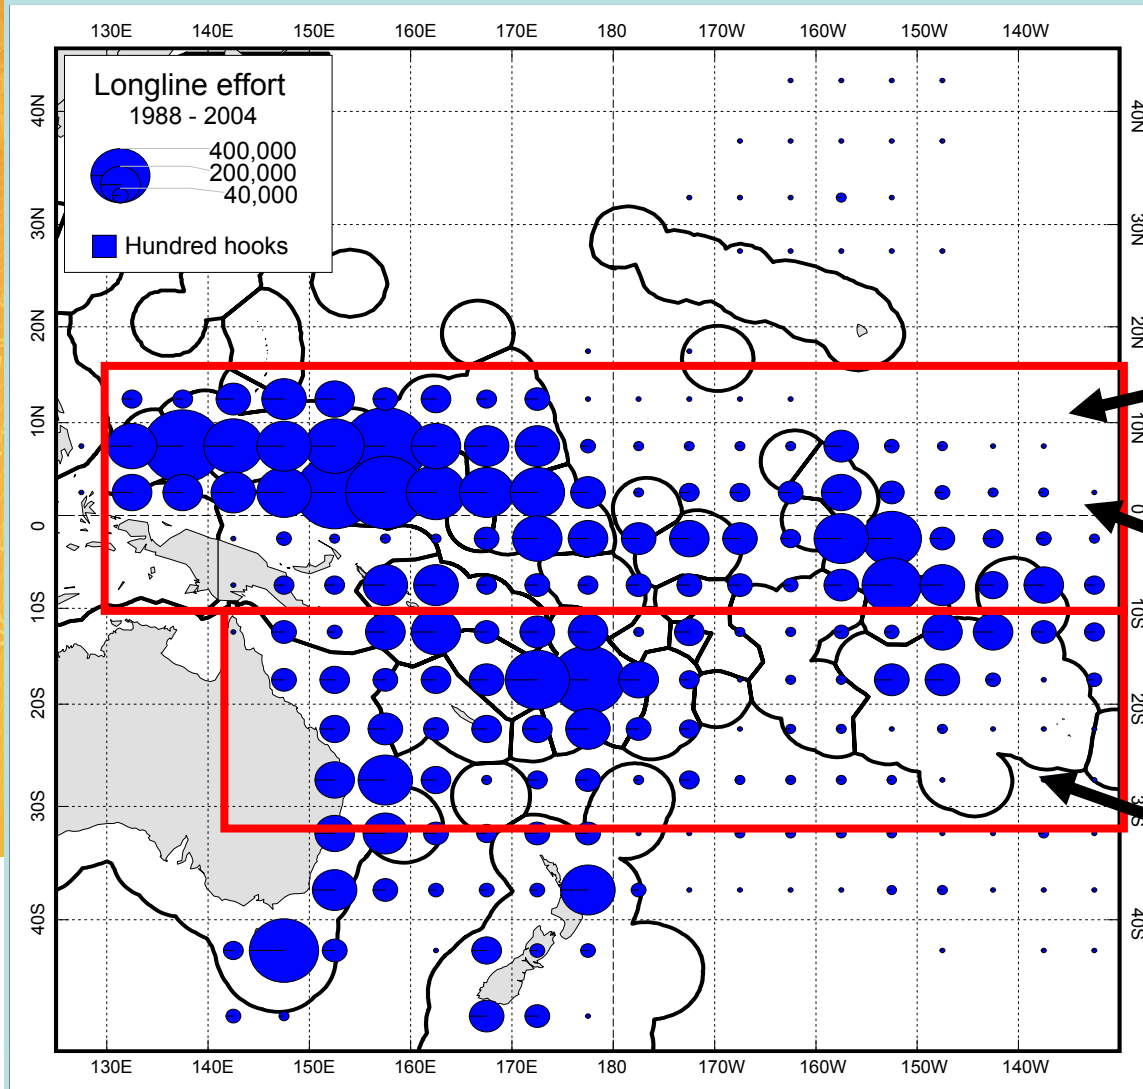 130E 140E 150E 160E 170E 180 170W 160W 150W 140W
Longline effort
1988 - 2004
400,000
200,000
40,000
Hundred hooks
40N 40N
30N 30N
20N 20N
10N 10N
0 0
10S 10S
20S 20S
30S 30S
40S 40S
130E 140E 150E 160E 170E 180 170W 160W 150W 140W